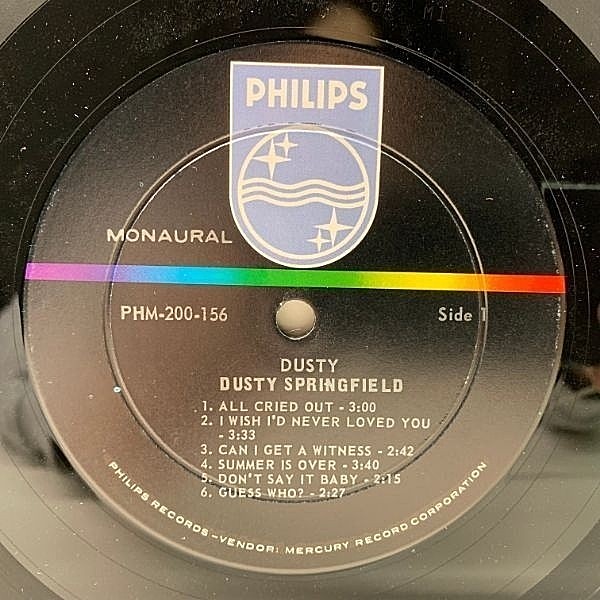 M1
PHILIPS
MONAURAL
PHM-200-156
Side 1
DUSTY
DUSTY SPRINGFIELD
1. ALL CRIED OUT - 3:00
2. I WISH I'D NEVER LOVED YOU
- 3:33
3. CAN I GET A WITNESS - 2:42
4. SUMMER IS OVER - 3:40
5. DON'T SAY IT BABY - 2:15
6. GUESS WHO? - 2:27
PHILIPS RECORDS - VENDOR: MERCURY RECORD CORPORATION